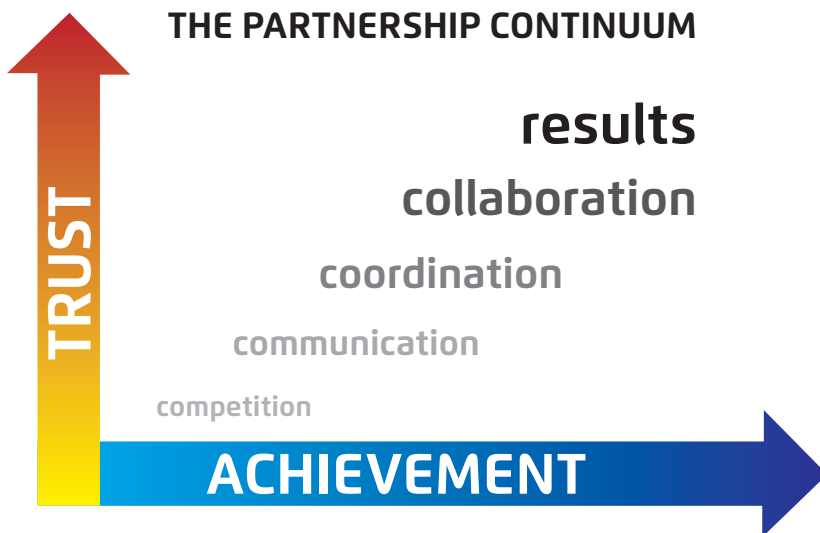 THE PARTNERSHIP CONTINUUM
results
collaboration
coordination
communication
competition
TRUST
ACHIEVEMENT